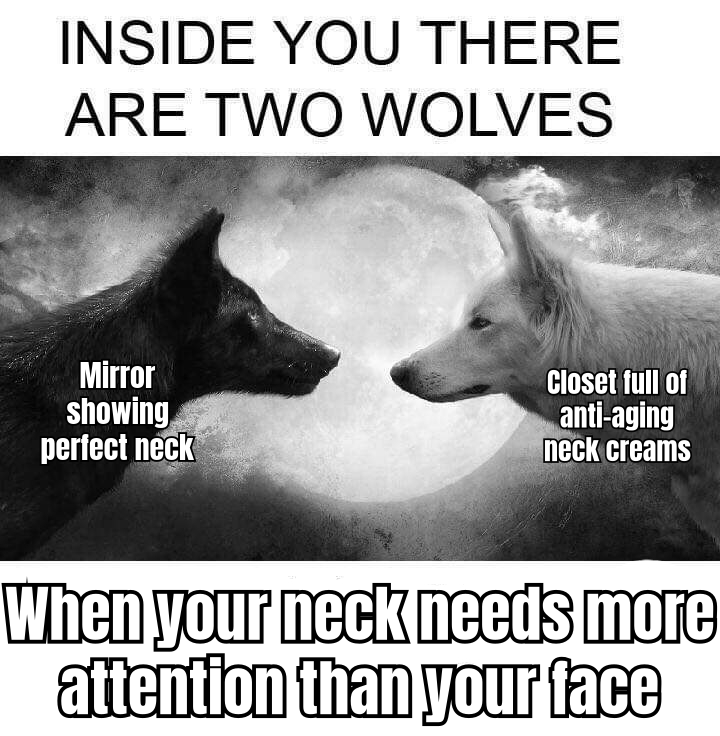 INSIDE YOU THERE
ARE TWO WOLVES
Mirror
showing
perfect neck
Closet full of
anti-aging
neck creams
When your neck needs more
attention than your face